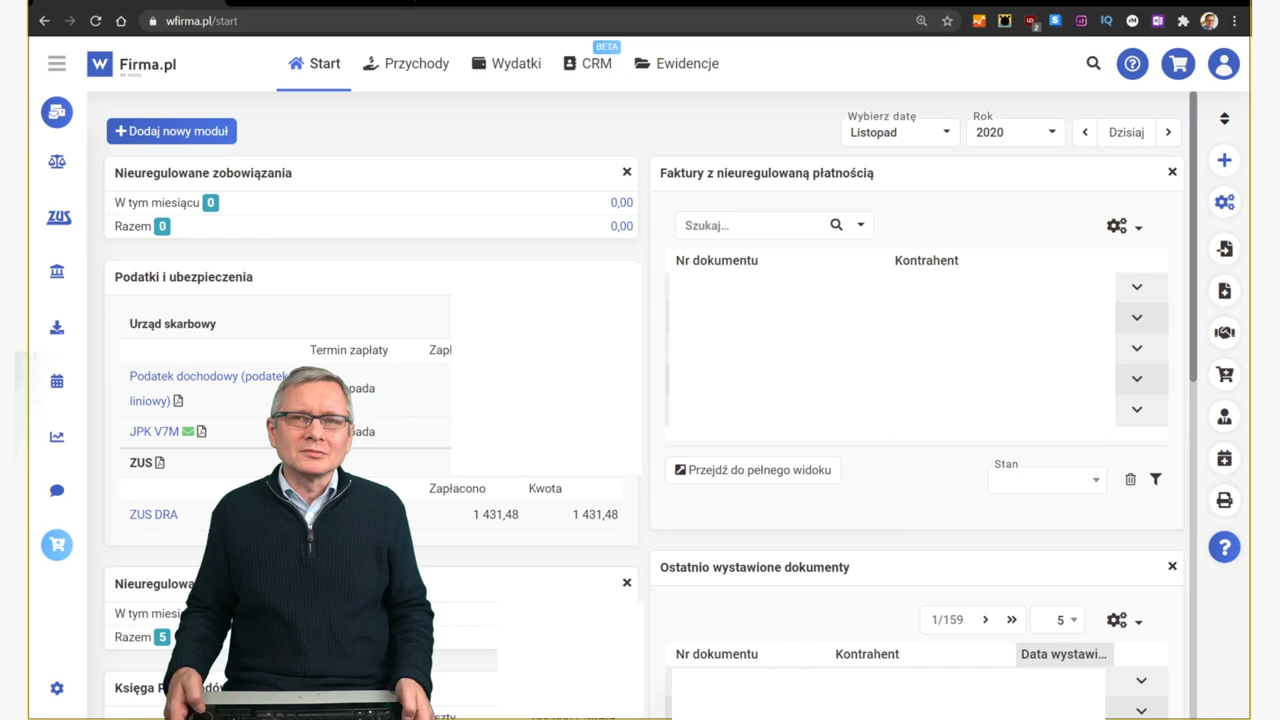 wfirma.pl/start
W Firma.pl
Start
Przychody
Wydatki
BETA
CRM
Ewidencje
Dodaj nowy moduł
Wybierz datę
Listopad
Rok
2020
Dzisiaj
Nieuregulowane zobowiązania
W tym miesiącu 0 0,00
Razem 0 0,00
Podatki i ubezpieczenia
Urząd skarbowy
Termin zapłaty
Podatek dochodowy (podatek
liniowy)
pada
JPK V7M
pada
ZUS
Zapłacono Kwota
ZUS DRA 1 431,48 1 431,48
W tym
Razem 5
Księga
Faktury z nieuregulowaną płatnością
Szukaj...
Nr dokumentu Kontrahent
Przejdź do pełnego widoku
Stan
Ostatnio wystawione dokumenty
1/159 5
Nr dokumentu Kontrahent Data wystawi...
ZUS